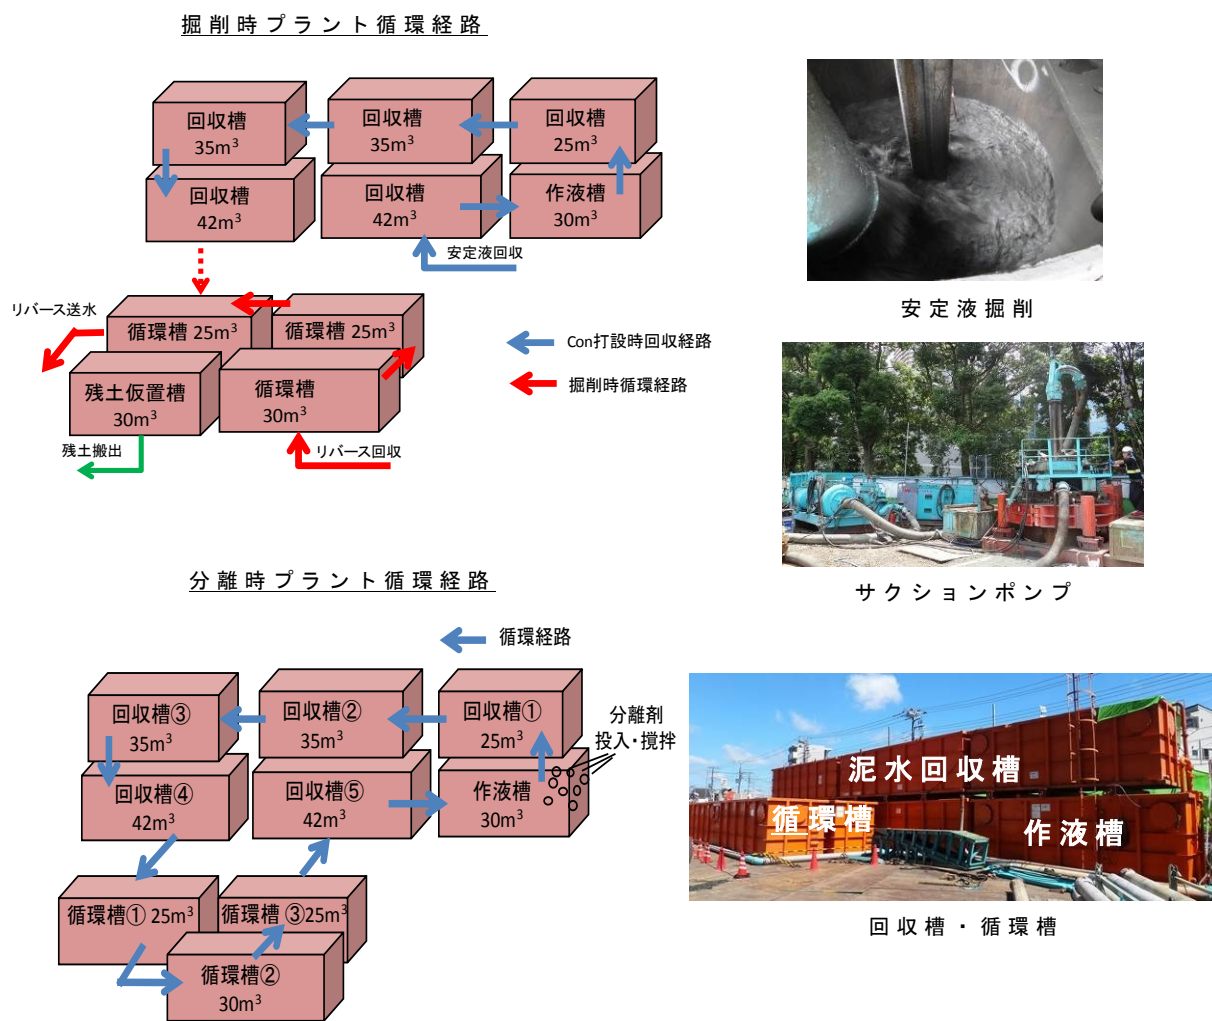 掘削時プラント循環経路
回収槽
35m³
回収槽
35m³
回収槽
25m³
回収槽
42m³
回収槽
42m³
作液槽
30m³
安定液回収
リバース送水
循環槽 25m³
循環槽 25m³
残土仮置槽
30m³
循環槽
30m³
残土搬出
リバース回収
Con打設時回収経路
掘削時循環経路
安定液掘削
サクションポンプ
分離時プラント循環経路
循環経路
回収槽③
35m³
回収槽②
35m³
回収槽①
25m³
分離剤
投入・撹拌
回収槽④
42m³
回収槽⑤
42m³
作液槽
30m³
循環槽① 25m³
循環槽 ③25m³
循環槽②
30m³
泥水回収槽
循環槽
作液槽
回収槽・循環槽